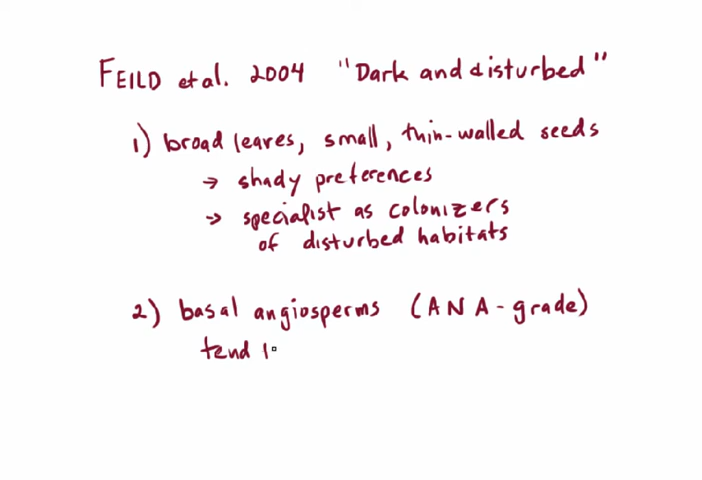 FEILD et al. 2004 "Dark and disturbed"
1) broad leaves, small, thin-walled seeds
→ shady preferences
→ specialist as colonizers
of disturbed habitats
2) basal angiosperms (ANA-grade)
tend